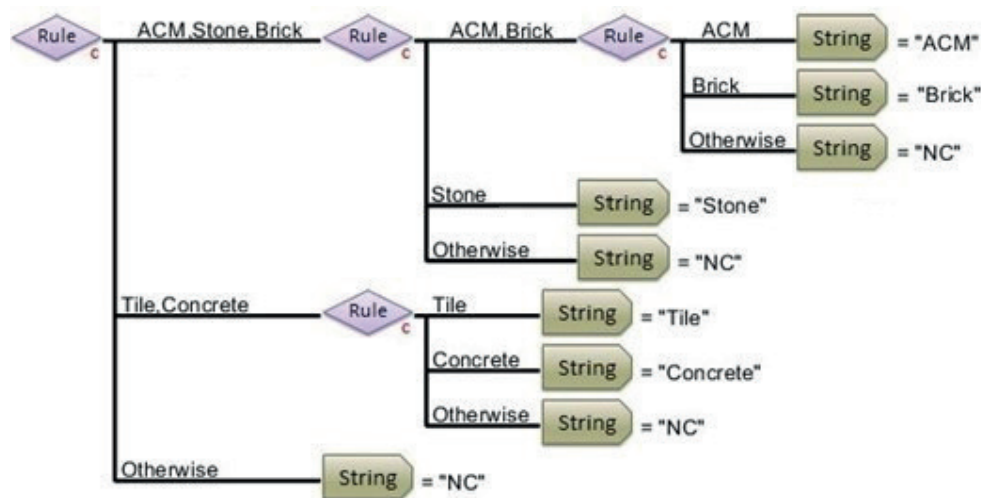 Rule c ACM,Stone,Brick Rule c ACM,Brick Rule c ACM String = "ACM"
Brick String = "Brick"
Otherwise String = "NC"
Stone String = "Stone"
Otherwise String = "NC"
Tile,Concrete Rule c Tile String = "Tile"
Concrete String = "Concrete"
Otherwise String = "NC"
Otherwise String = "NC"